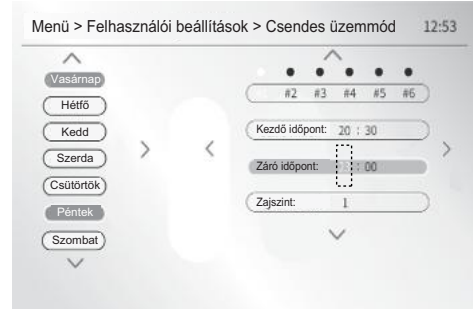 Menü > Felhasználói beállítások > Csendes üzemmód 12:53
Vasárnap
Hétfő
Kedd
Szerda
Csütörtök
Péntek
Szombat
#2 #3 #4 #5 #6
Kezdő időpont: 20 : 30
Záró időpont: : 00
Zajszint: 1